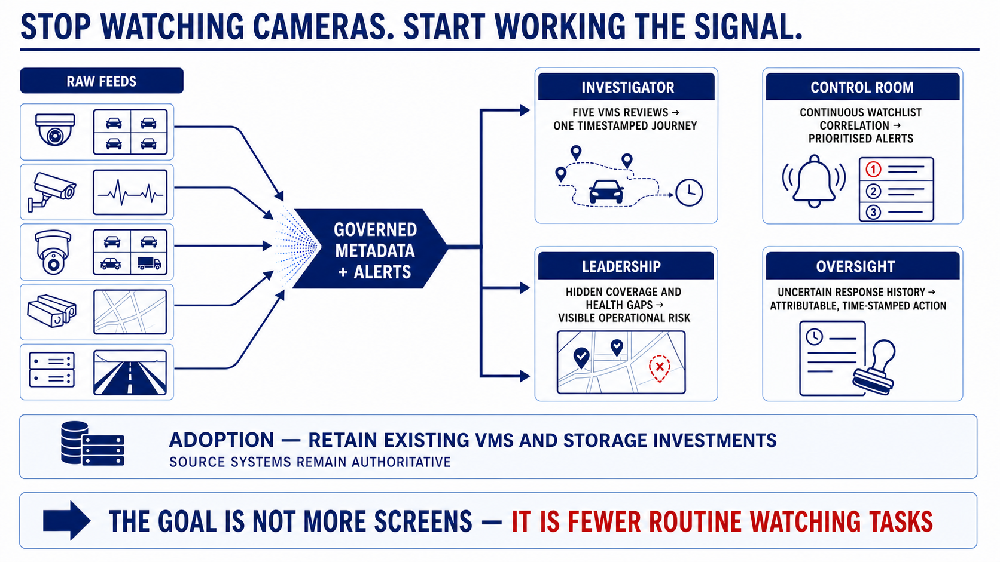 STOP WATCHING CAMERAS. START WORKING THE SIGNAL.
RAW FEEDS
GOVERNED
METADATA
+ ALERTS
INVESTIGATOR
FIVE VMS REVIEWS →
ONE TIMESTAMPED JOURNEY
CONTROL ROOM
CONTINUOUS WATCHLIST
CORRELATION →
PRIORITISED ALERTS
1
2
3
LEADERSHIP
HIDDEN COVERAGE AND
HEALTH GAPS →
VISIBLE OPERATIONAL RISK
OVERSIGHT
UNCERTAIN RESPONSE HISTORY →
ATTRIBUTABLE, TIME-STAMPED ACTION
ADOPTION — RETAIN EXISTING VMS AND STORAGE INVESTMENTS
SOURCE SYSTEMS REMAIN AUTHORITATIVE
THE GOAL IS NOT MORE SCREENS — IT IS FEWER ROUTINE WATCHING TASKS